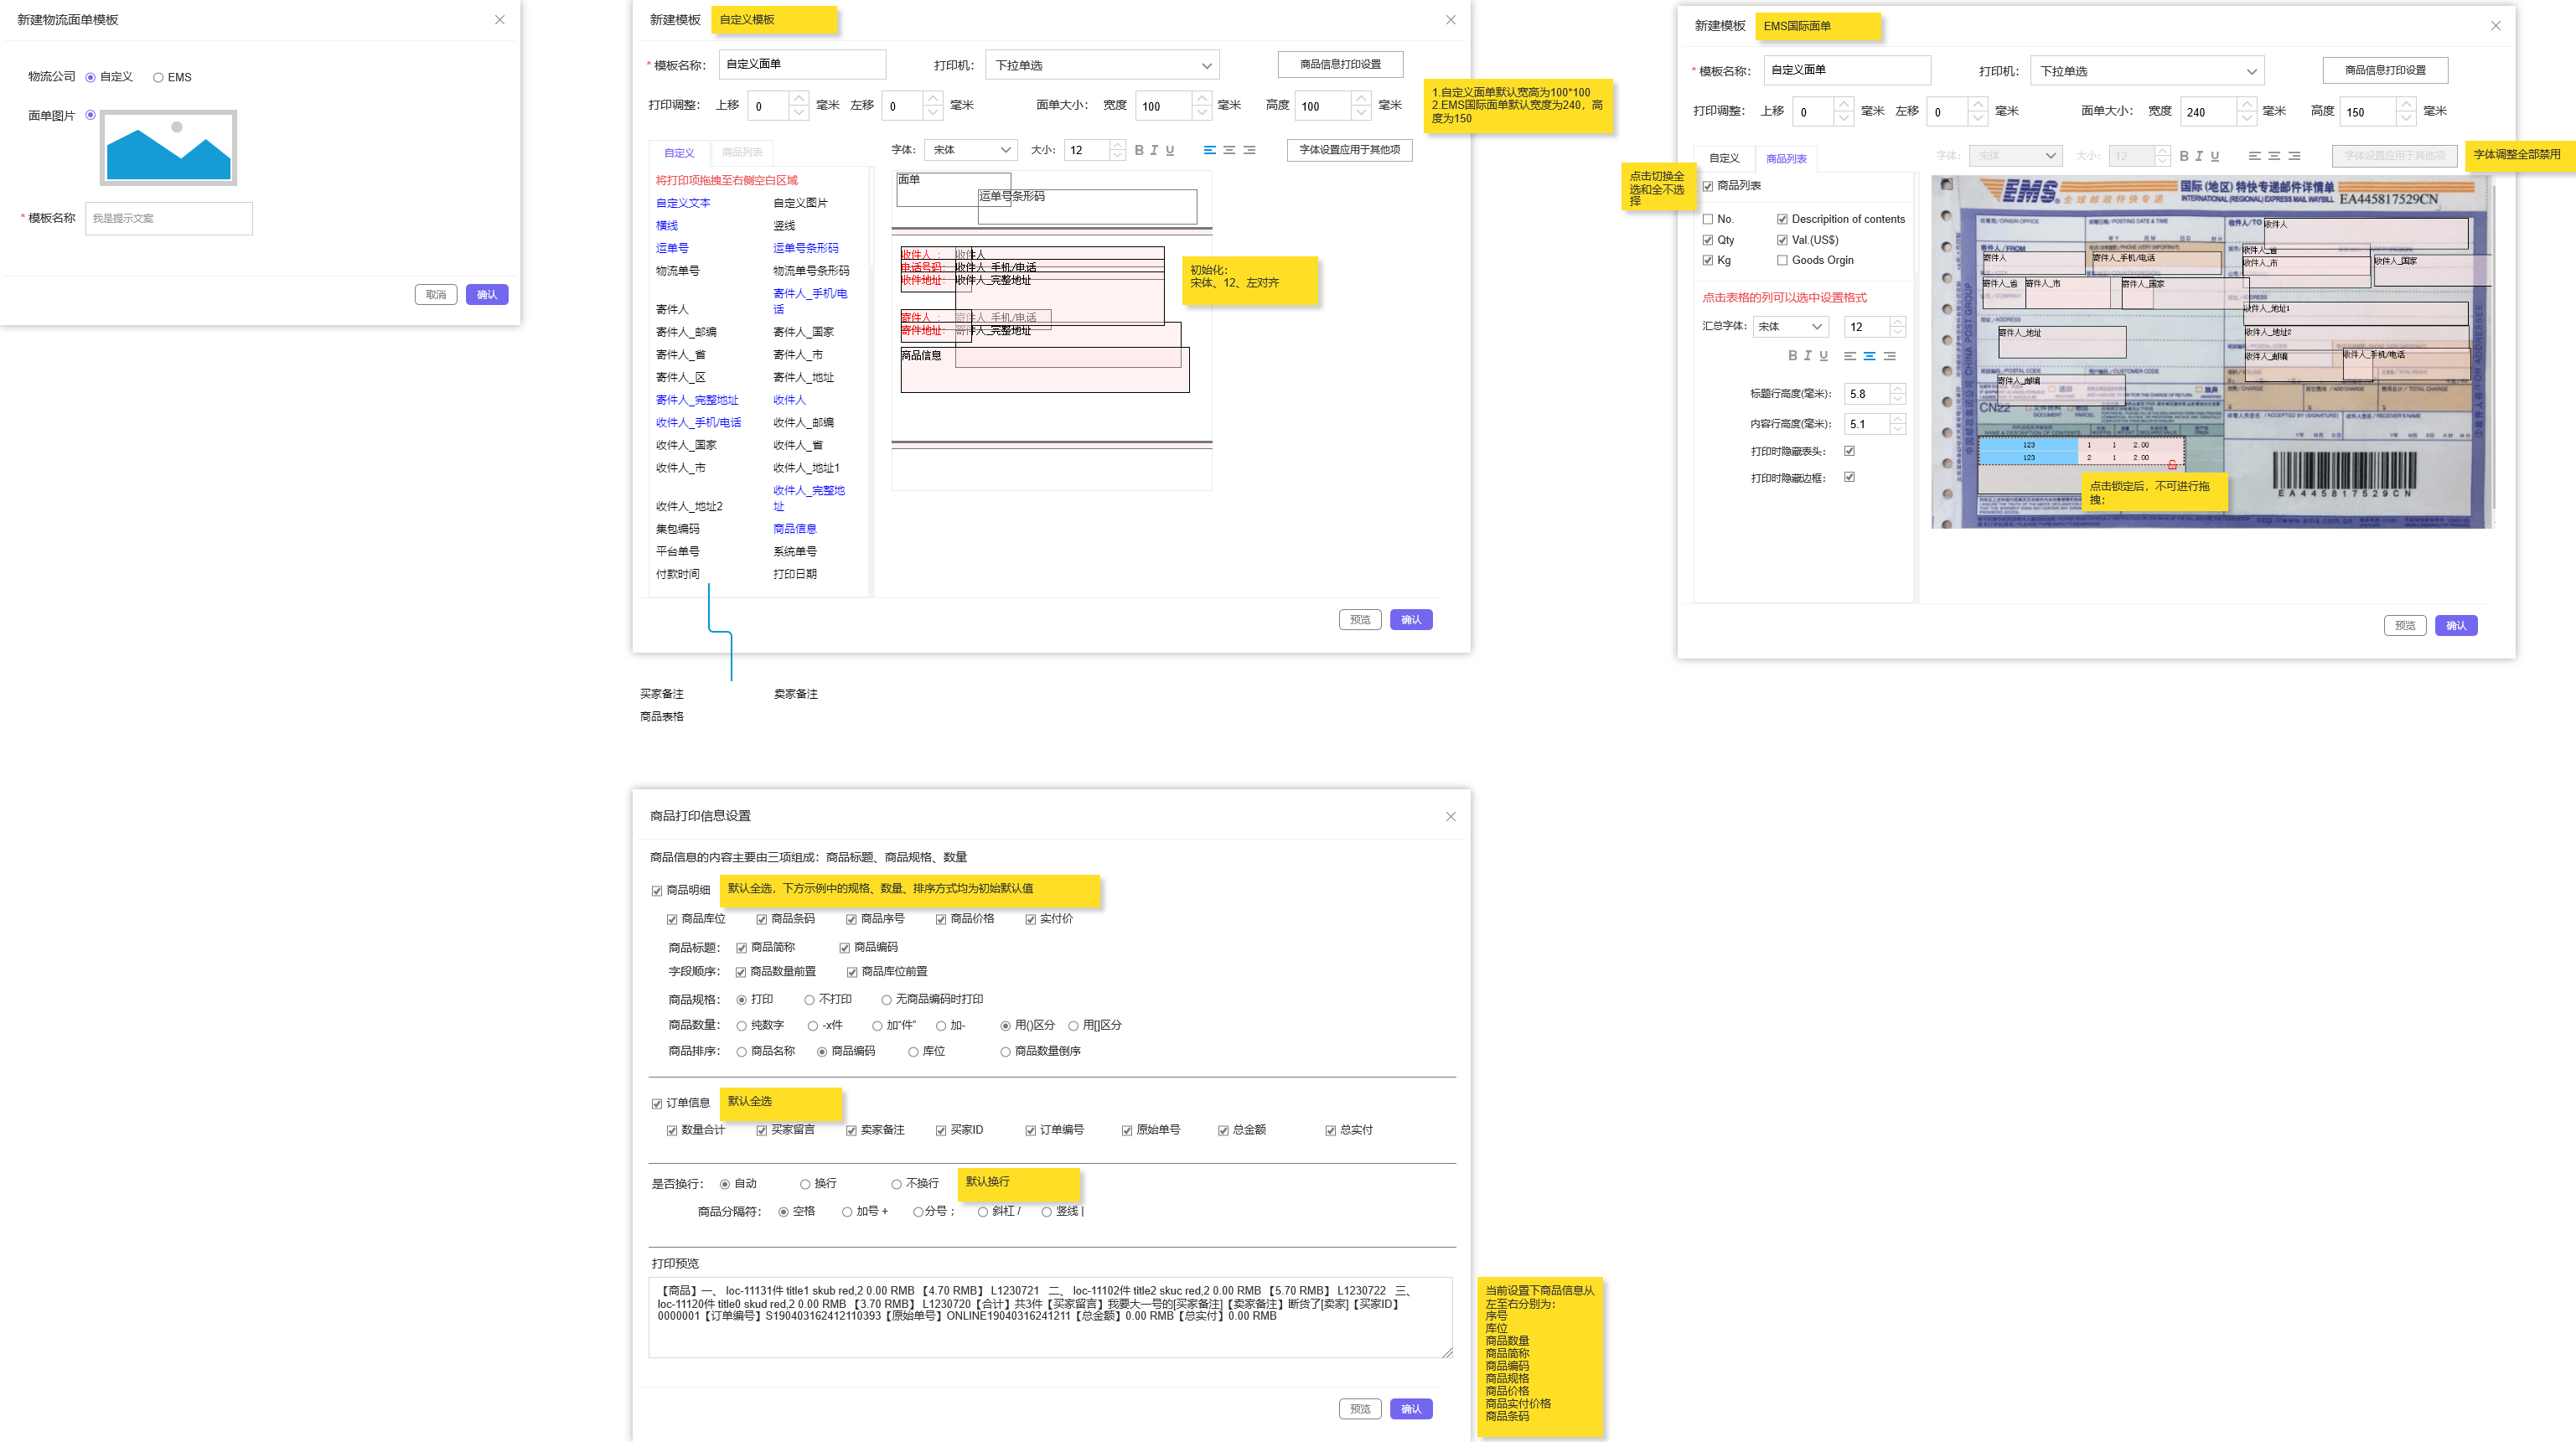 新建物流面单模板
物流公司 自定义 EMS
面单图片
* 模板名称 我是提示文案
取消 确认
新建模板 自定义模板
* 模板名称: 自定义面单 打印机: 下拉单选 商品信息打印设置
打印调整: 上移 0 毫米 左移 0 毫米 面单大小: 宽度 100 毫米 高度 100 毫米
1.自定义面单默认宽高为100*100
2.EMS国际面单默认宽度为240，高
度为150
自定义 商品列表
字体: 宋体 大小: 12 B I U 字体设置应用于其他项
将打印项拖拽至右侧空白区域
自定义文本 自定义图片
横线 竖线
运单号 运单号条形码
物流单号 物流单号条形码
寄件人 寄件人_手机/电
话
寄件人_邮编 寄件人_国家
寄件人_省 寄件人_市
寄件人_区 寄件人_地址
寄件人_完整地址 收件人
收件人_手机/电话 收件人_邮编
收件人_国家 收件人_省
收件人_市 收件人_地址1
收件人_地址2 收件人_完整地
址
集包编码 商品信息
平台单号 系统单号
付款时间 打印日期
面单
运单号条形码
收件人 : 收件人
电话号码: 收件人_手机/电话
收件地址: 收件人_完整地址
寄件人 : 寄件人_手机/电话
寄件地址: 寄件人_完整地址
商品信息
初始化:
宋体、12、左对齐
预览 确认
买家备注 卖家备注
商品表格
新建模板 EMS国际面单
* 模板名称: 自定义面单 打印机: 下拉单选 商品信息打印设置
打印调整: 上移 0 毫米 左移 0 毫米 面单大小: 宽度 240 毫米 高度 150 毫米
自定义 商品列表
字体: 宋体 大小: 12 B I U 字体设置应用于其他项
字体调整全部禁用
点击切换全
选和全不选
择
商品列表
No. Descripition of contents
Qty Val.(US$)
Kg Goods Orgin
点击表格的列可以选中设置格式
汇总字体: 宋体 12
B I U
标题行高度(毫米): 5.8
内容行高度(毫米): 5.1
打印时隐藏表头:
打印时隐藏边框:
EMS 全球邮政特快专递
国际 (地区) 特快专递邮件详情单
INTERNATIONAL (REGIONAL) EXPRESS MAIL WAYBILL EA445817529CN
收件人
寄件人 寄件人_手机/电话
收件人_省
收件人_市 收件人_国家
寄件人_省 寄件人_市 寄件人_国家
收件人_地址1
寄件人_地址
收件人_地址2
收件人_邮编 收件人_手机/电话
寄件人_邮编
CN22
123 1 1 2.00
123 2 1 2.00
EA445817529CN
http://www.ems.com.cn
点击锁定后，不可进行拖
拽;
预览 确认
商品打印信息设置
商品信息的内容主要由三项组成：商品标题、商品规格、数量
商品明细 默认全选，下方示例中的规格、数量、排序方式均为初始默认值
商品库位 商品条码 商品序号 商品价格 实付价
商品标题: 商品简称 商品编码
字段顺序: 商品数量前置 商品库位前置
商品规格: 打印 不打印 无商品编码时打印
商品数量: 纯数字 -x件 加“件” 加- 用()区分 用[]区分
商品排序: 商品名称 商品编码 库位 商品数量倒序
订单信息 默认全选
数量合计 买家留言 卖家备注 买家ID 订单编号 原始单号 总金额 总实付
是否换行: 自动 换行 不换行 默认换行
商品分隔符: 空格 加号 + 分号 ; 斜杠 / 竖线 |
打印预览
【商品】一、 loc-11131件 title1 skub red,2 0.00 RMB 【4.70 RMB】 L1230721 二、 loc-11102件 title2 skuc red,2 0.00 RMB 【5.70 RMB】 L1230722 三、
loc-11120件 title0 skud red,2 0.00 RMB 【3.70 RMB】 L1230720【合计】共3件【买家留言】我要大一号的[买家备注]【卖家备注】断货了[卖家]【买家ID】
0000001【订单编号】S190403162412110393【原始单号】ONLINE19040316241211【总金额】0.00 RMB【总实付】0.00 RMB
当前设置下商品信息从
左至右分别为:
序号
库位
商品数量
商品简称
商品编码
商品规格
商品价格
商品实付价格
商品条码
预览 确认